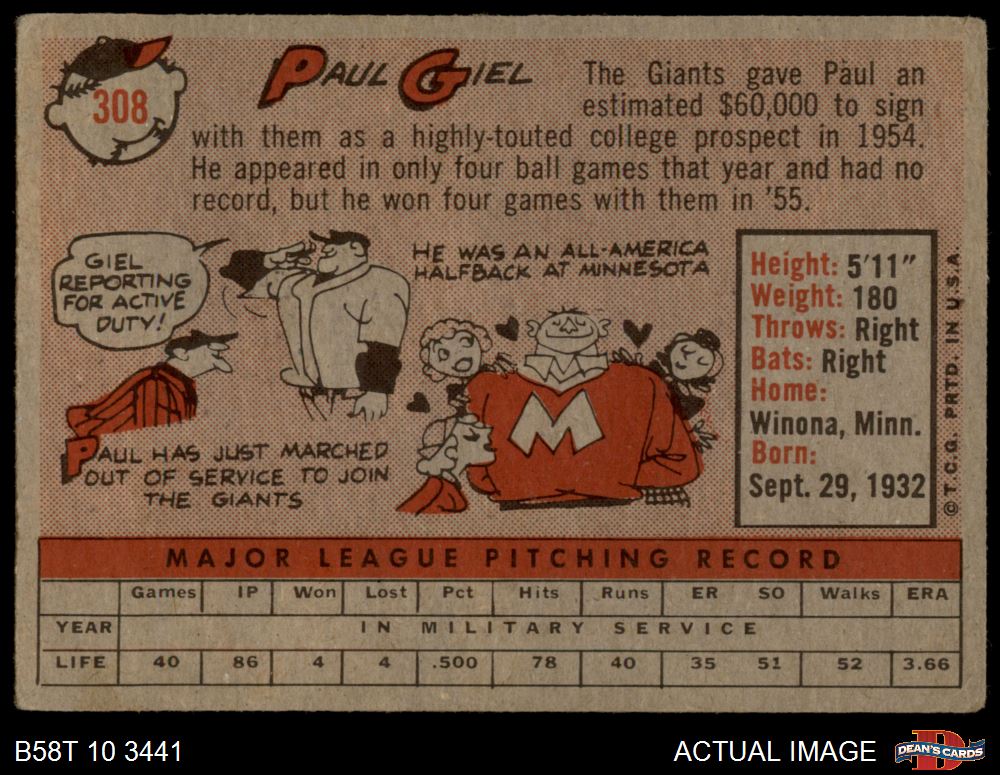 308
PAUL GIEL
The Giants gave Paul an
estimated $60,000 to sign
with them as a highly-touted college prospect in 1954.
He appeared in only four ball games that year and had no
record, but he won four games with them in '55.
GIEL
REPORTING
FOR ACTIVE
DUTY!
PAUL HAS JUST MARCHED
OUT OF SERVICE TO JOIN
THE GIANTS
HE WAS AN ALL-AMERICA
HALFBACK AT MINNESOTA
M
Height: 5'11"
Weight: 180
Throws: Right
Bats: Right
Home:
Winona, Minn.
Born:
Sept. 29, 1932
© T.C.G. PRTD. IN U.S.A.
MAJOR LEAGUE PITCHING RECORD
Games IP Won Lost Pct Hits Runs ER SO Walks ERA
YEAR IN MILITARY SERVICE
LIFE 40 86 4 4 .500 78 40 35 51 52 3.66
B58T 10 3441
ACTUAL IMAGE
D
DEAN'S CARDS